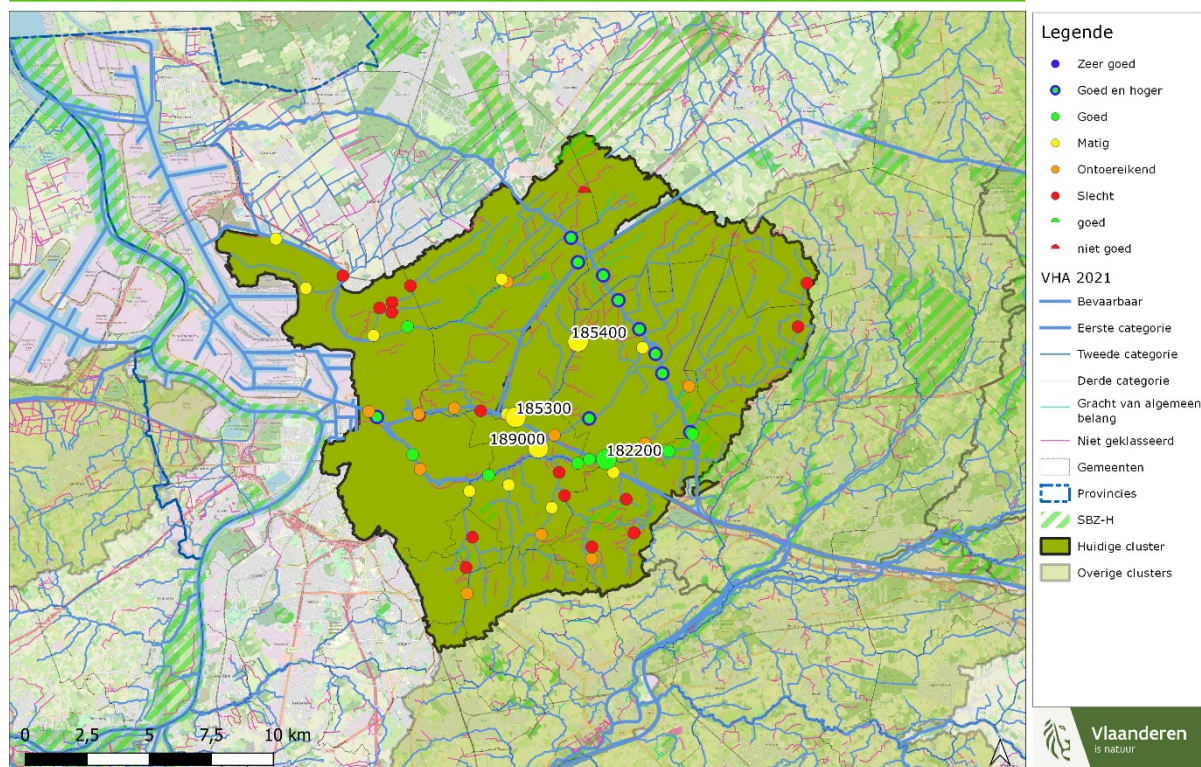 185400
185300
189000
182200
0 2,5 5 7,5 10 km
Legende
Zeer goed
Goed en hoger
Goed
Matig
Ontoereikend
Slecht
goed
niet goed
VHA 2021
Bevaarbaar
Eerste categorie
Tweede categorie
Derde categorie
Gracht van algemeen
belang
Niet geklasseerd
Gemeenten
Provincies
SBZ-H
Huidige cluster
Overige clusters
Vlaanderen
is natuur